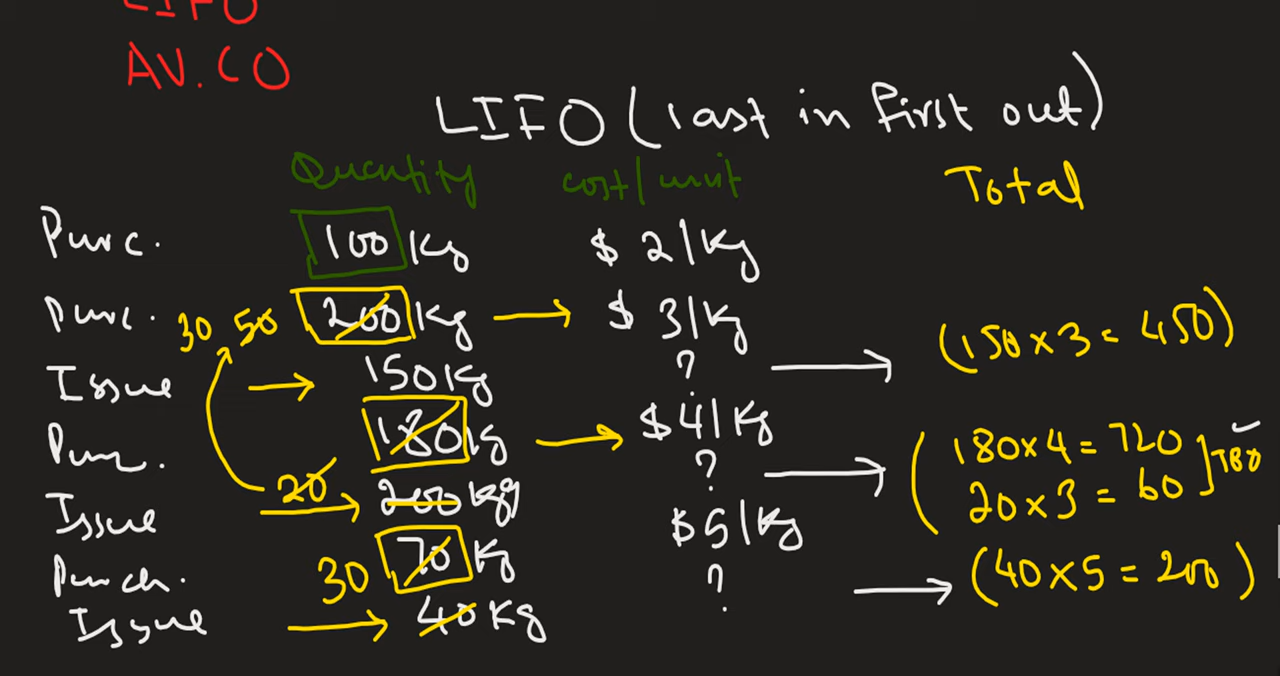 LIFO
AV.CO
LIFO (last in first out)
Quantity cost/unit Total
Purc. 100 Kg $ 2/Kg
Purc. 30 50 200 Kg → $ 3/Kg
Issue → 150 Kg ? → (150 x 3 = 450)
Pur. 180 Kg → $ 4/Kg
Issue 20 → 200 Kg ? → (180 x 4 = 720
20 x 3 = 60] 780
Purch. 30 70 Kg $ 5/Kg
Issue → 40 Kg ? → (40 x 5 = 200)